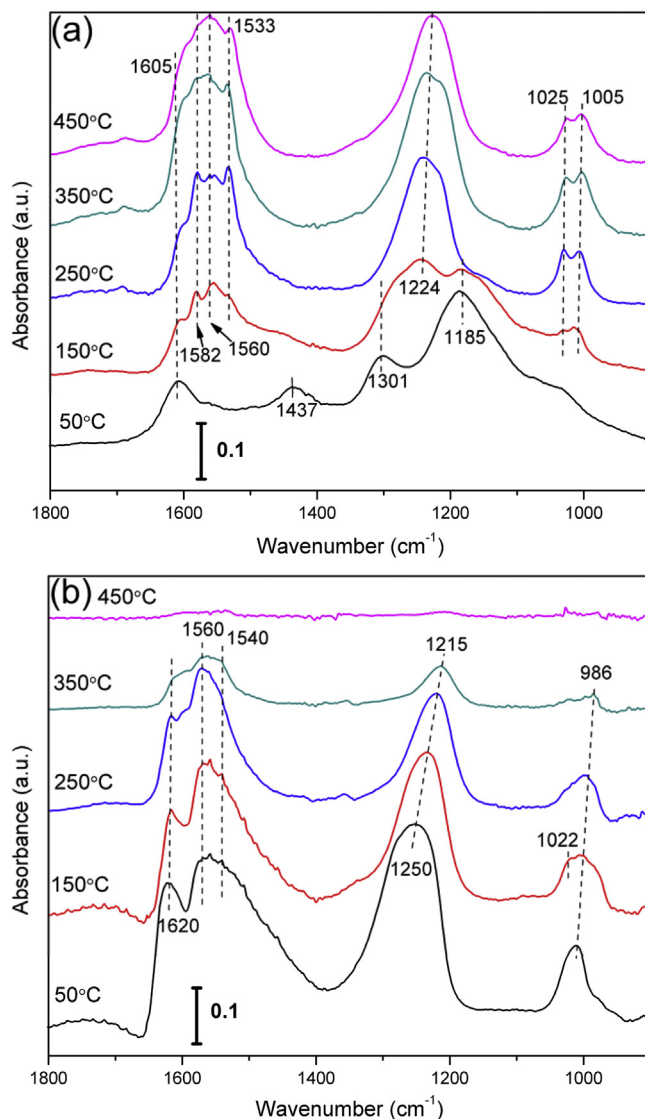 (a)
1533
1605
1025
1005
450°C
350°C
250°C
1224
150°C
1582
1560
1185
1301
1437
50°C
0.1
Absorbance (a.u.)
1800
1600
1400
1200
1000
Wavenumber (cm-1)
(b)
450°C
1560
1540
1215
986
350°C
250°C
1022
150°C
1250
1620
50°C
0.1
Absorbance (a.u.)
1800
1600
1400
1200
1000
Wavenumber (cm-1)